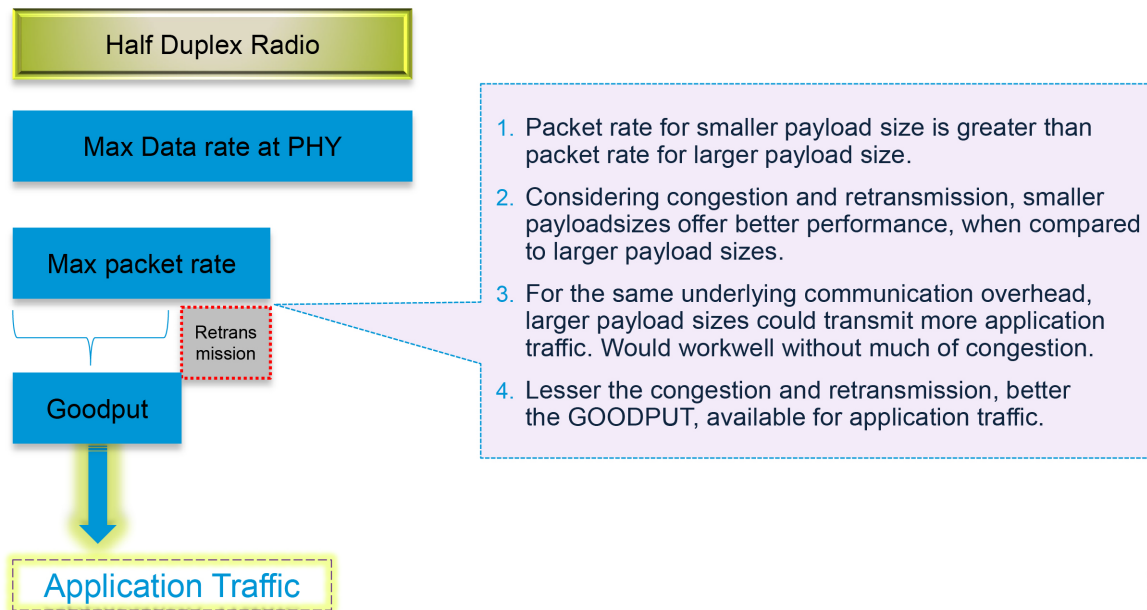 Half Duplex Radio
Max Data rate at PHY
Max packet rate
Retrans
mission
Goodput
Application Traffic
1. Packet rate for smaller payload size is greater than
packet rate for larger payload size.
2. Considering congestion and retransmission, smaller
payloadsizes offer better performance, when compared
to larger payload sizes.
3. For the same underlying communication overhead,
larger payload sizes could transmit more application
traffic. Would workwell without much of congestion.
4. Lesser the congestion and retransmission, better
the GOODPUT, available for application traffic.